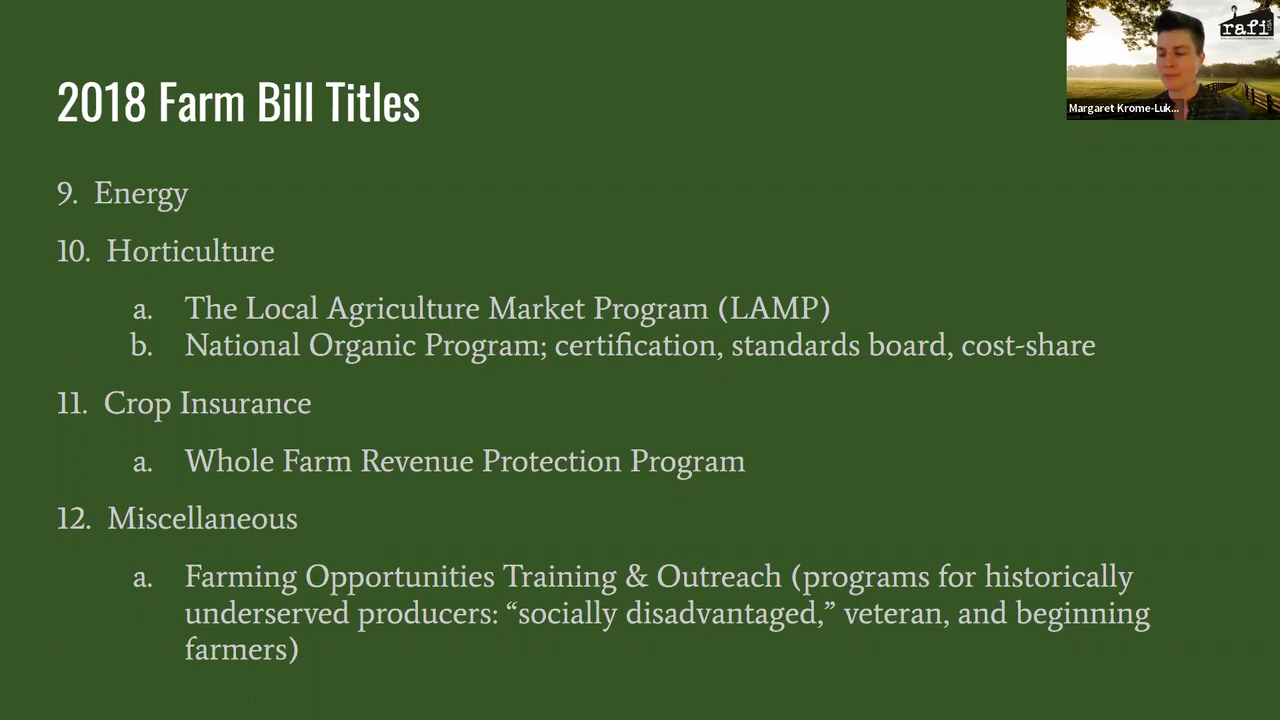 2018 Farm Bill Titles
rafi
USA
Margaret Krome-Luk...
9. Energy
10. Horticulture
a. The Local Agriculture Market Program (LAMP)
b. National Organic Program; certification, standards board, cost-share
11. Crop Insurance
a. Whole Farm Revenue Protection Program
12. Miscellaneous
a. Farming Opportunities Training & Outreach (programs for historically
underserved producers: “socially disadvantaged,” veteran, and beginning
farmers)